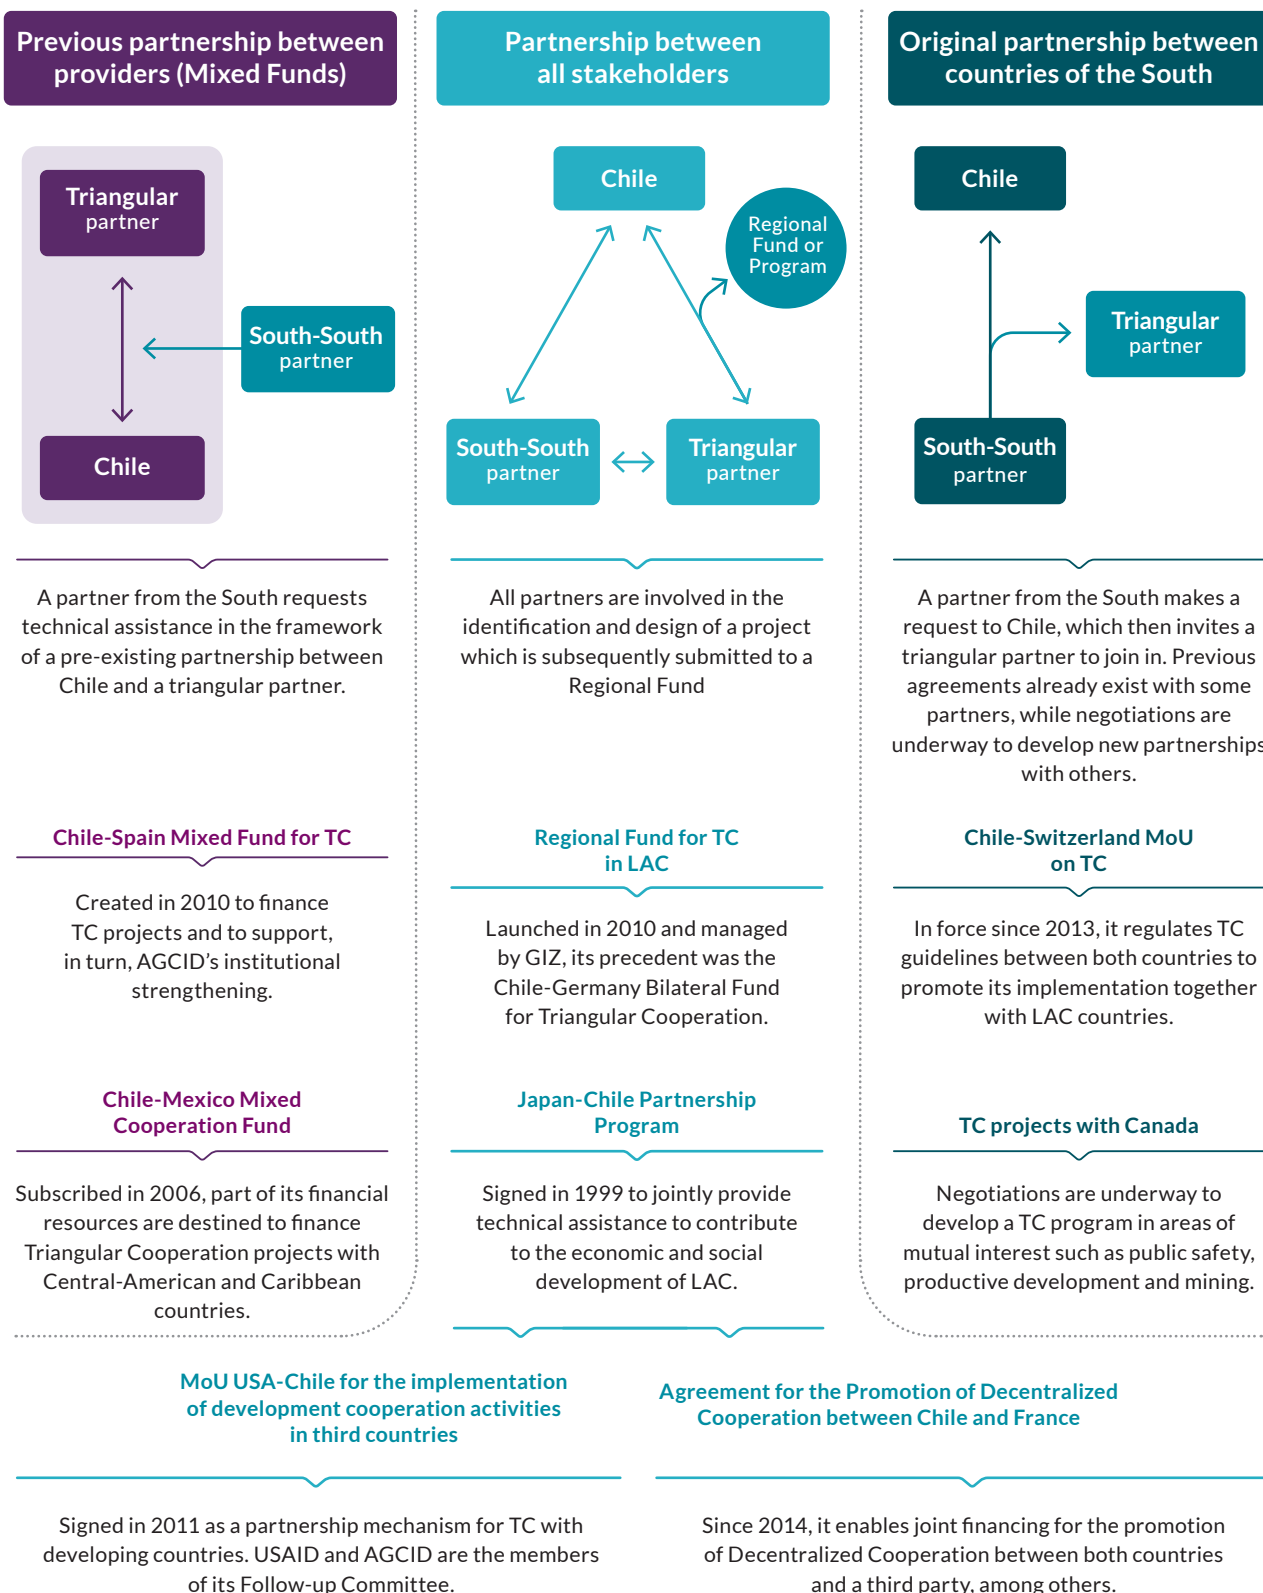 Previous partnership between
providers (Mixed Funds)
Triangular
partner
South-South
partner
Chile
A partner from the South requests
technical assistance in the framework
of a pre-existing partnership between
Chile and a triangular partner.
Chile-Spain Mixed Fund for TC
Created in 2010 to finance
TC projects and to support,
in turn, AGCID’s institutional
strengthening.
Chile-Mexico Mixed
Cooperation Fund
Subscribed in 2006, part of its financial
resources are destined to finance
Triangular Cooperation projects with
Central-American and Caribbean
countries.
Partnership between
all stakeholders
Chile
Regional
Fund or
Program
South-South
partner
Triangular
partner
All partners are involved in the
identification and design of a project
which is subsequently submitted to a
Regional Fund
Regional Fund for TC
in LAC
Launched in 2010 and managed
by GIZ, its precedent was the
Chile-Germany Bilateral Fund
for Triangular Cooperation.
Japan-Chile Partnership
Program
Signed in 1999 to jointly provide
technical assistance to contribute
to the economic and social
development of LAC.
Original partnership between
countries of the South
Chile
Triangular
partner
South-South
partner
A partner from the South makes a
request to Chile, which then invites a
triangular partner to join in. Previous
agreements already exist with some
partners, while negotiations are
underway to develop new partnerships
with others.
Chile-Switzerland MoU
on TC
In force since 2013, it regulates TC
guidelines between both countries to
promote its implementation together
with LAC countries.
TC projects with Canada
Negotiations are underway to
develop a TC program in areas of
mutual interest such as public safety,
productive development and mining.
MoU USA-Chile for the implementation
of development cooperation activities
in third countries
Signed in 2011 as a partnership mechanism for TC with
developing countries. USAID and AGCID are the members
of its Follow-up Committee.
Agreement for the Promotion of Decentralized
Cooperation between Chile and France
Since 2014, it enables joint financing for the promotion
of Decentralized Cooperation between both countries
and a third party, among others.